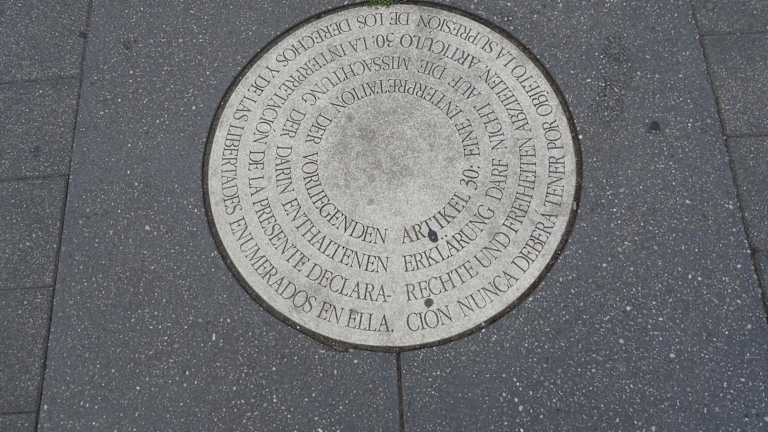 ARTIKEL 30: EINE INTERPRETATION DER VORLIEGENDEN
ERKLÄRUNG DARF NICHT AUF DIE MISSACHTUNG DER DARIN ENTHALTENEN
RECHTE UND FREIHEITEN ABZIELEN. ARTICULO 30: LA INTERPRETACIÓN DE LA PRESENTE DECLARA-
CIÓN NUNCA DEBERA TENER POR OBJETO LA SUPRESIÓN DE LOS DERECHOS Y DE LAS LIBERTADES ENUMERADOS EN ELLA.